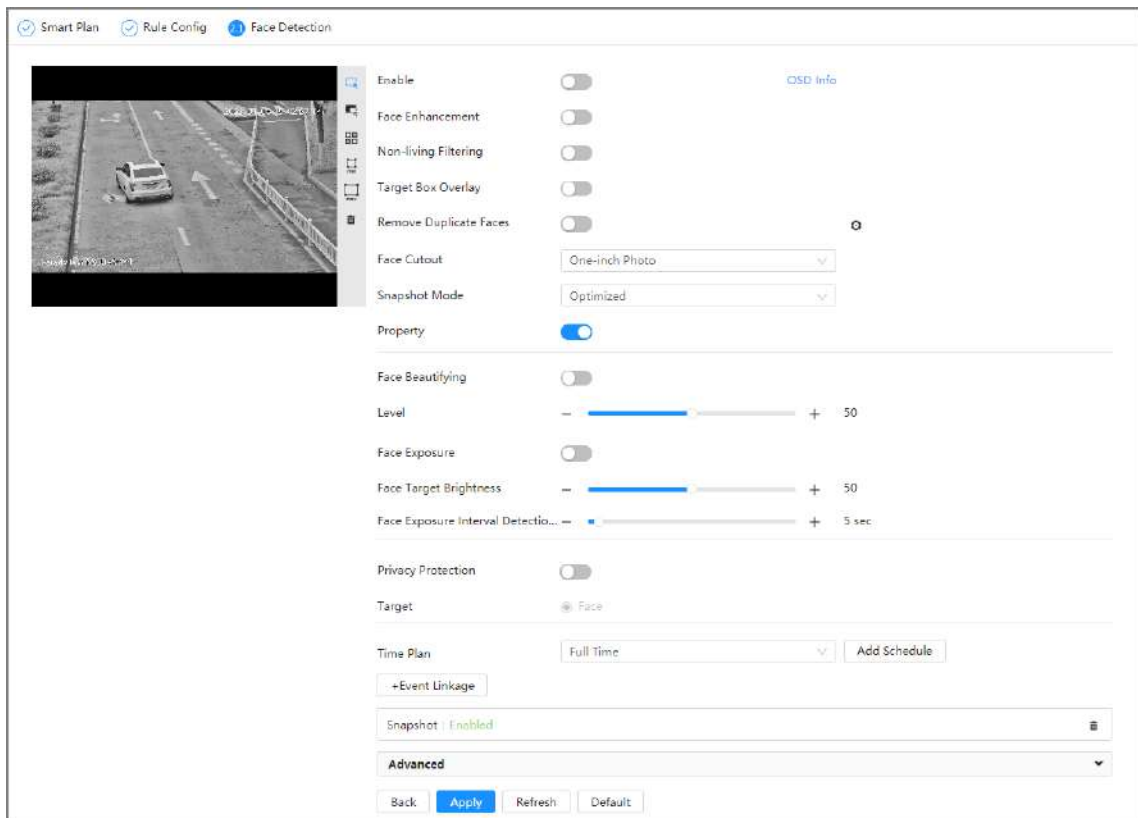 Smart Plan Rule Config 2.1 Face Detection
Enable OSD Info
Face Enhancement
Non-living Filtering
Target Box Overlay
Remove Duplicate Faces
Face Cutout One-inch Photo
Snapshot Mode Optimized
Property
Face Beautifying
Level − + 50
Face Exposure
Face Target Brightness − + 50
Face Exposure Interval Detectio... − + 5 sec
Privacy Protection
Target Face
Time Plan Full Time Add Schedule
+Event Linkage
Snapshot : Enabled
Advanced
Back Apply Refresh Default